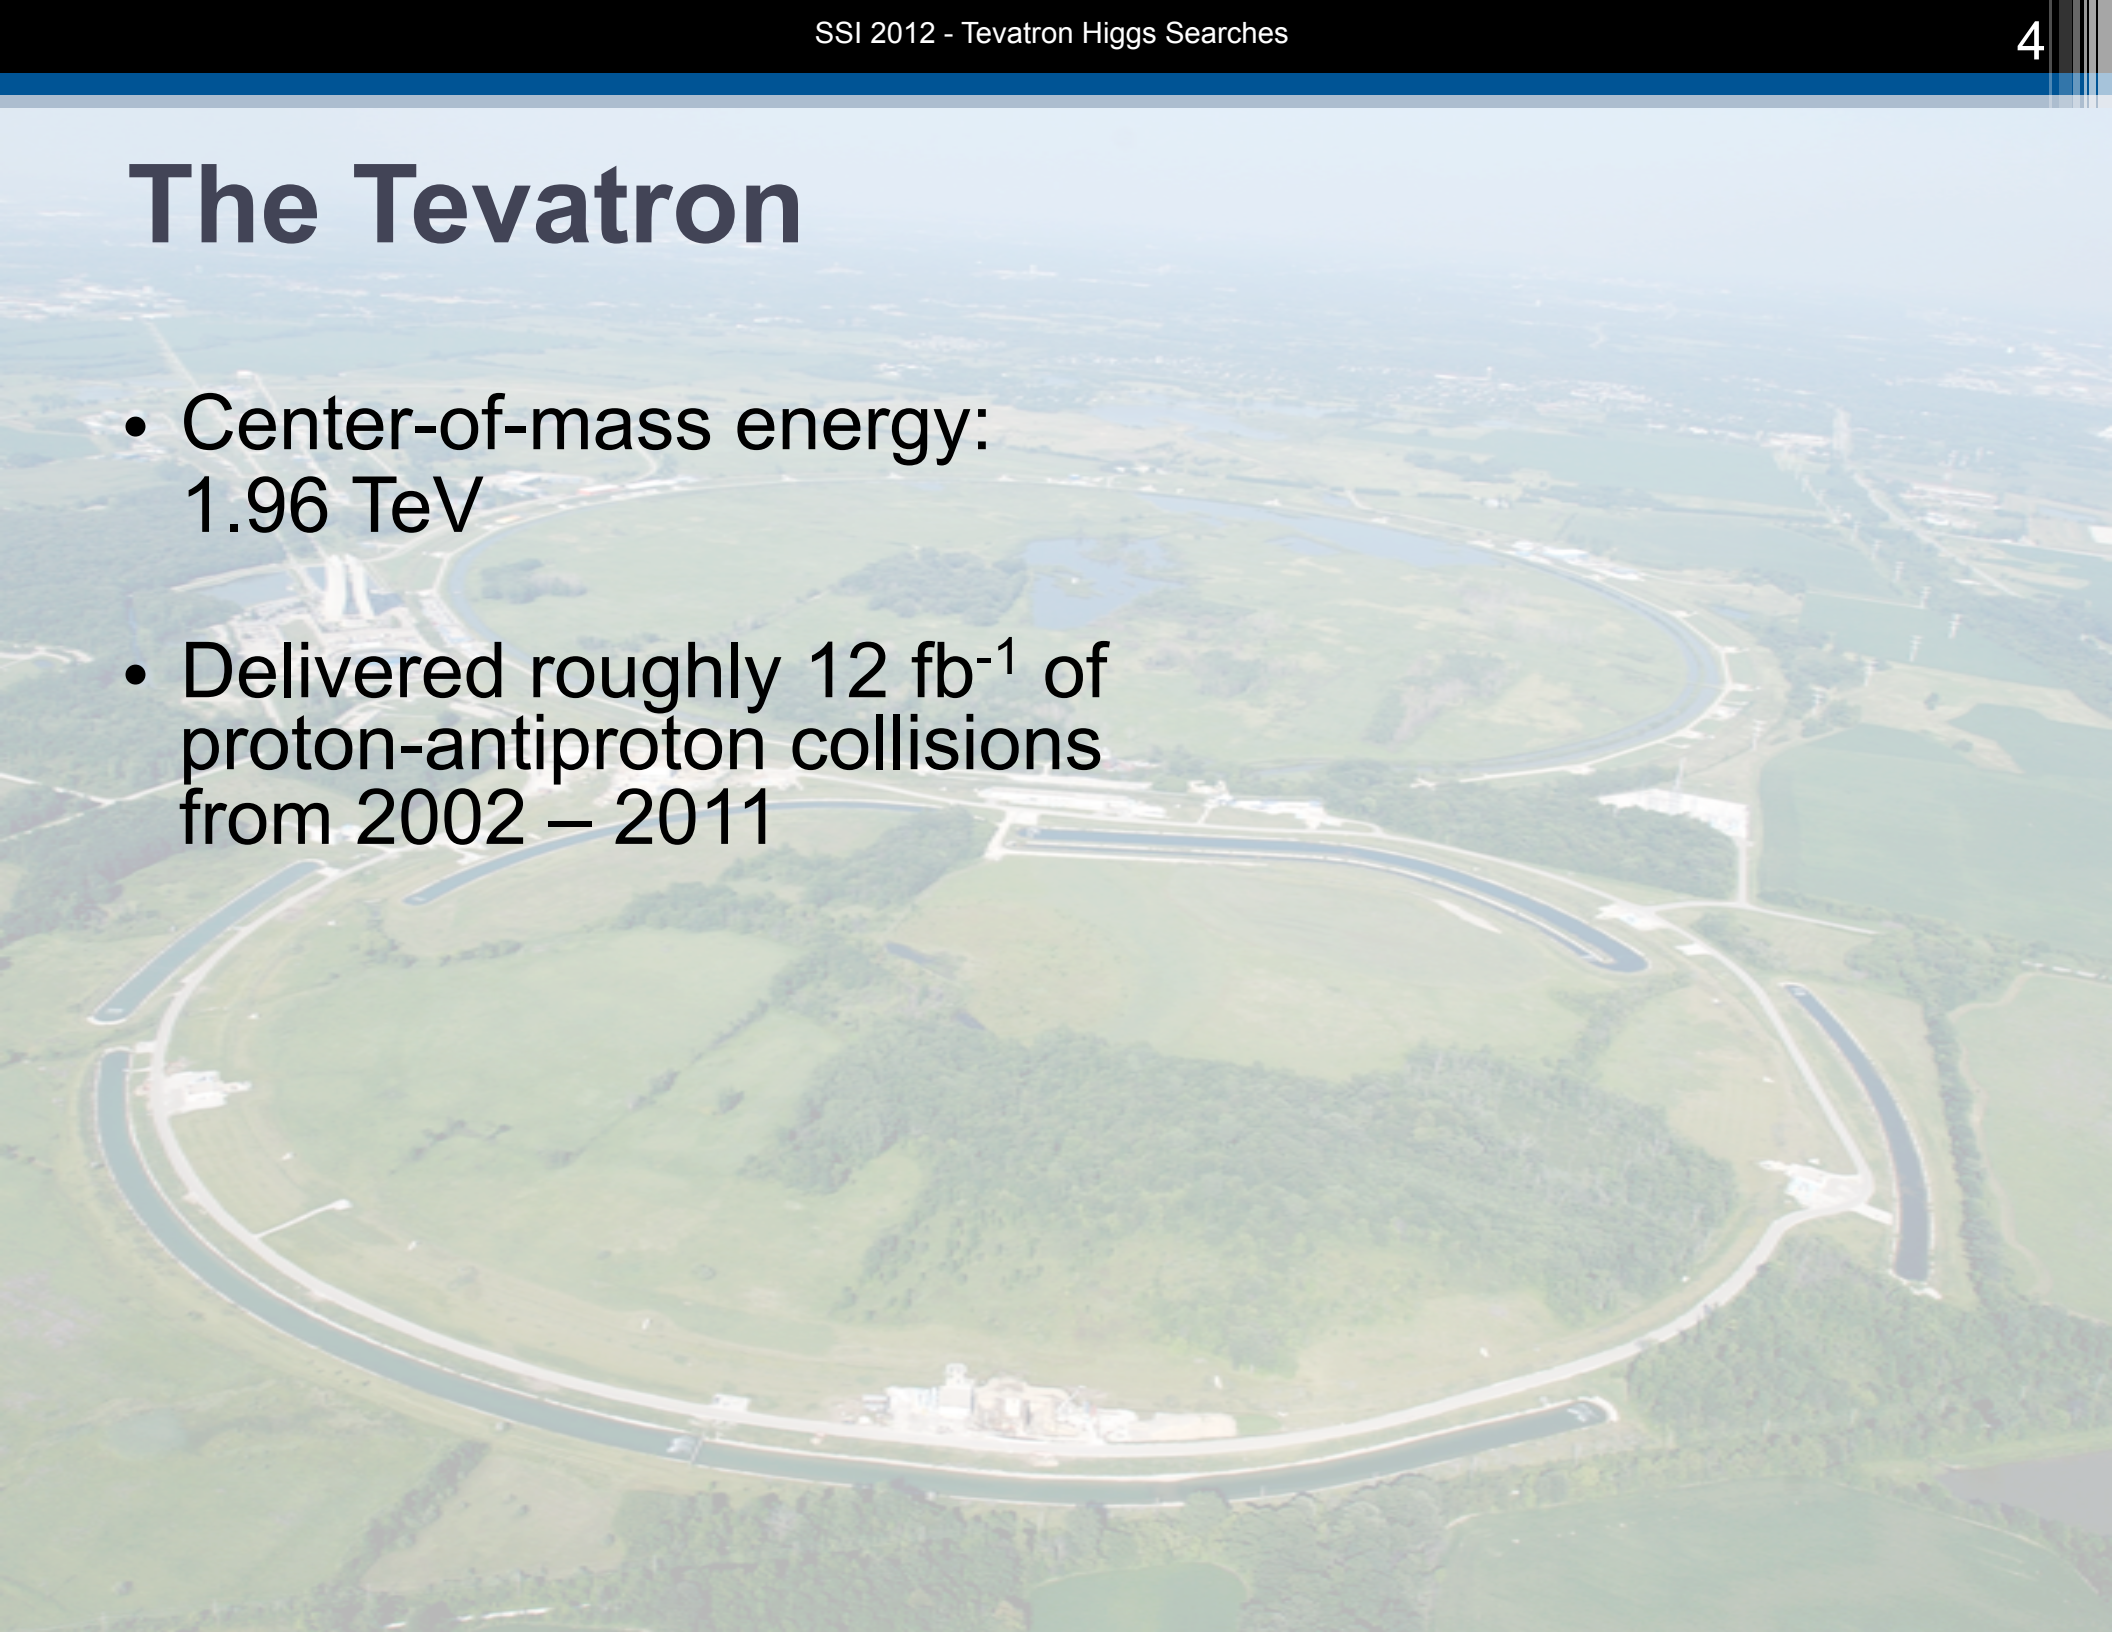 SSI 2012 - Tevatron Higgs Searches
4
The Tevatron
• Center-of-mass energy:
1.96 TeV
• Delivered roughly 12 fb⁻¹ of
proton-antiproton collisions
from 2002 – 2011